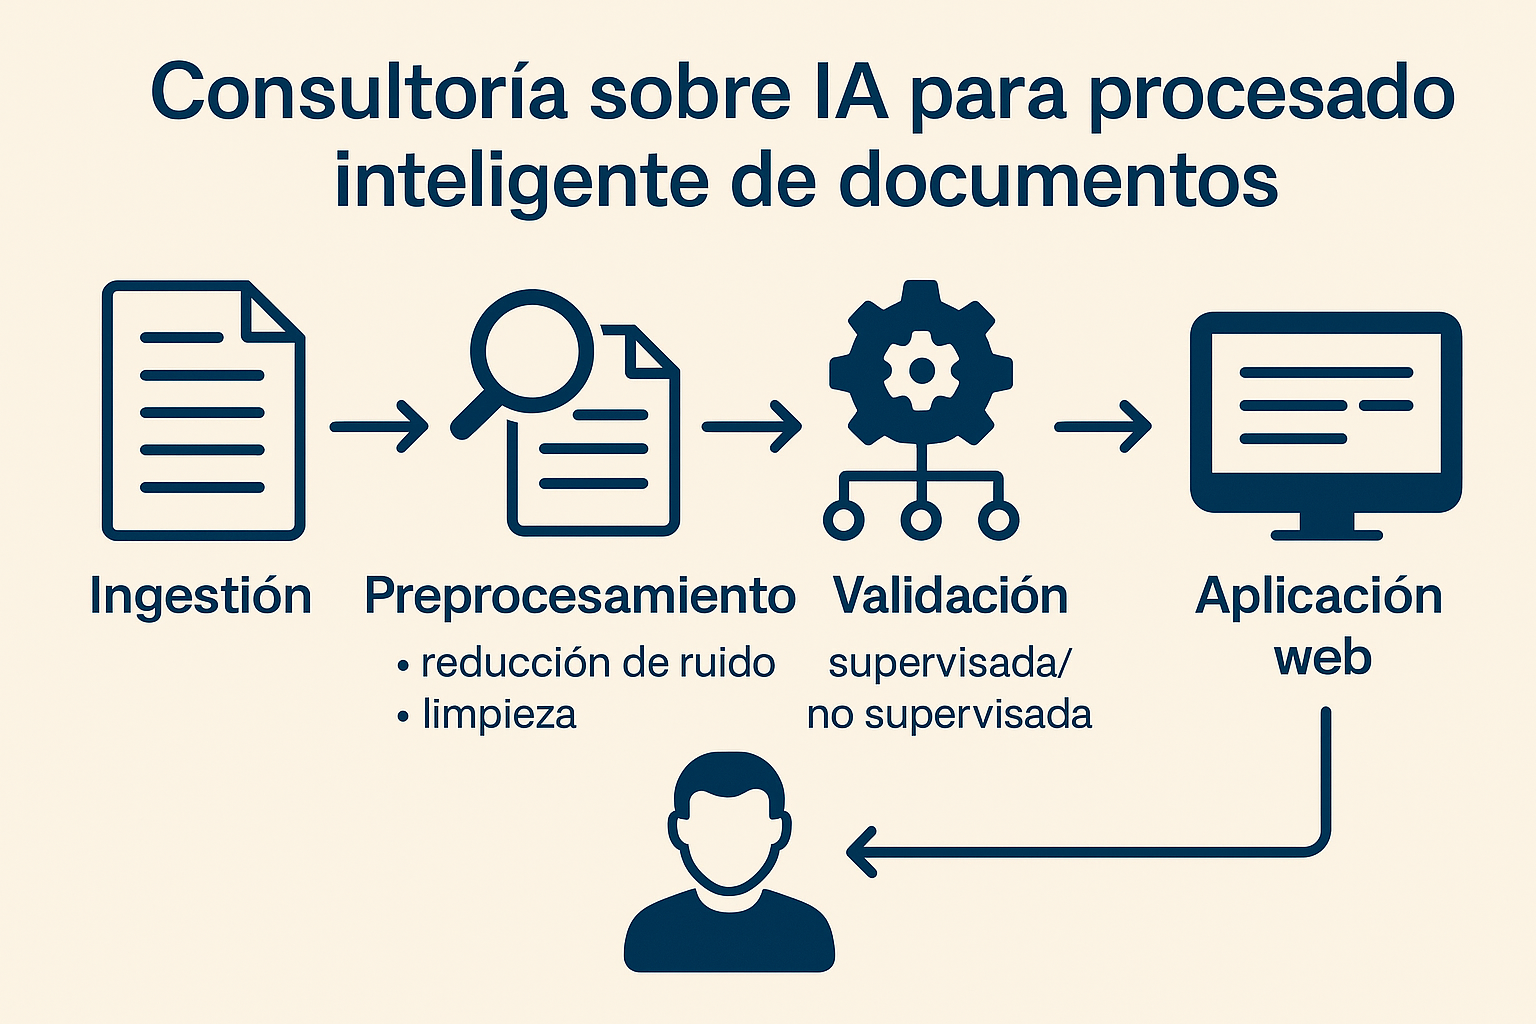 Consultoría sobre IA para procesado
inteligente de documentos
Ingestión
Preprocesamiento
• reducción de ruido
• limpieza
Validación
supervisada/
no supervisada
Aplicación
web